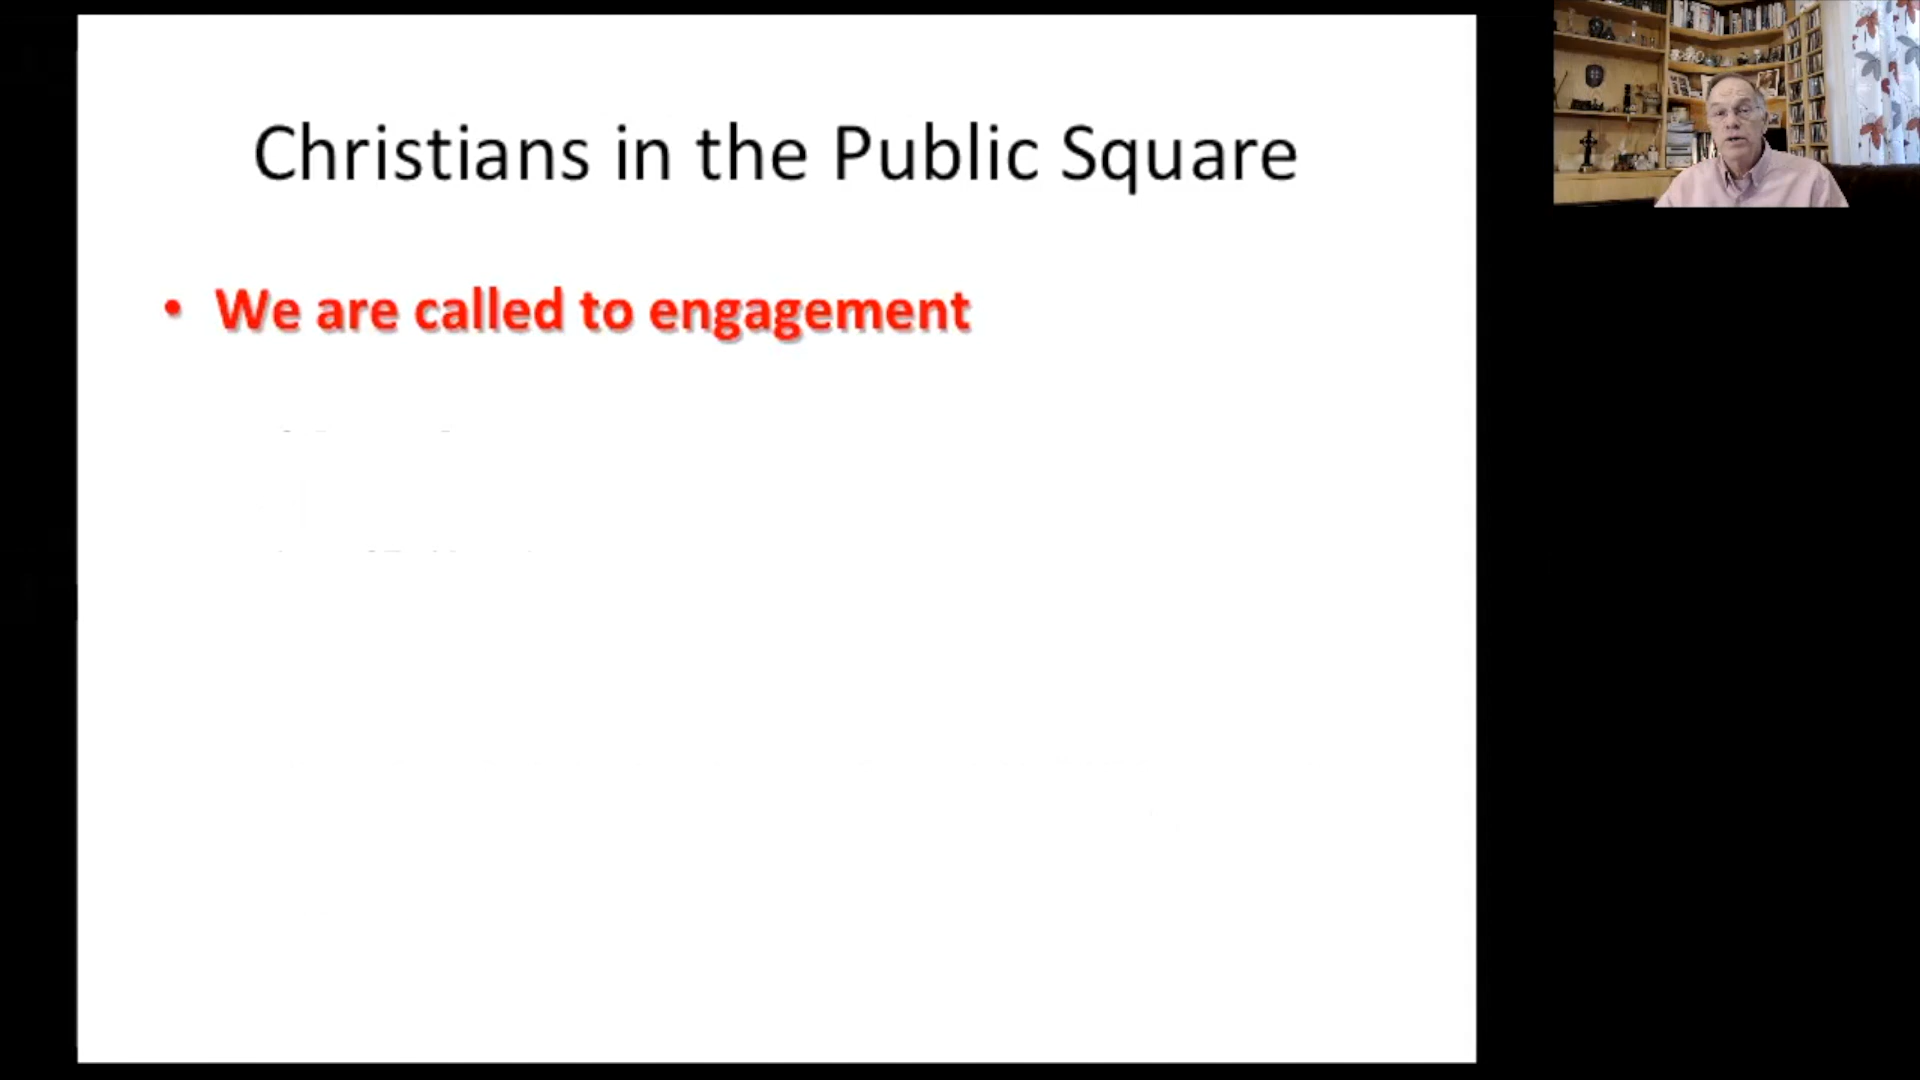 Christians in the Public Square
• We are called to engagement